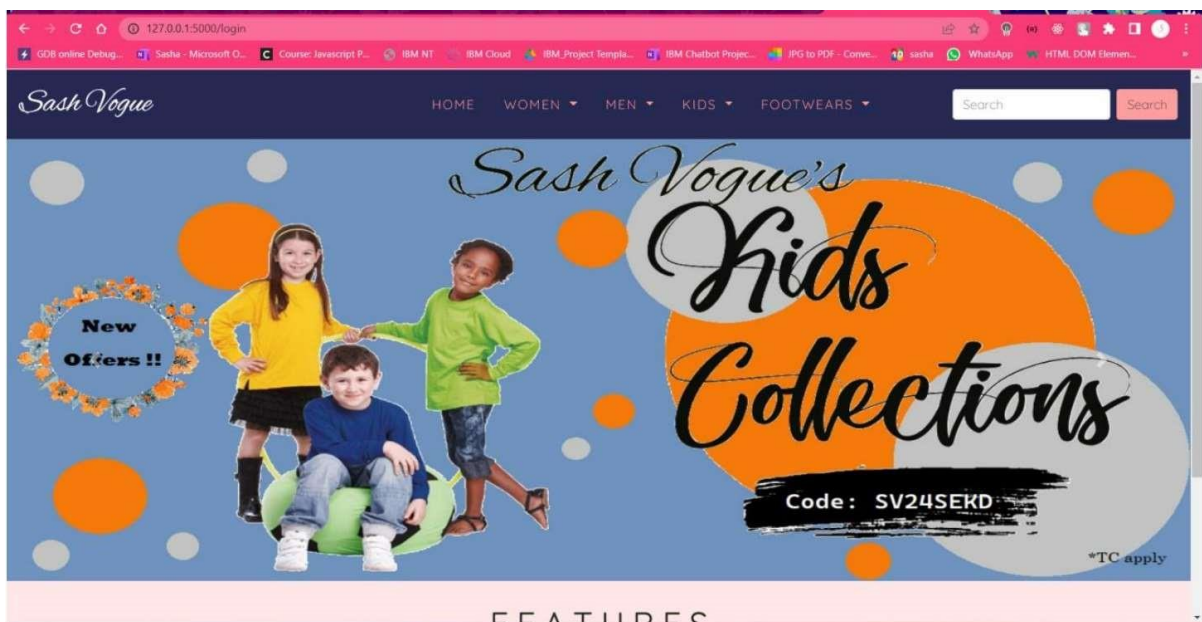 127.0.0.1:5000/login
GDB online Debug... Sasha - Microsoft O... Course: Javascript P... IBM NT IBM Cloud IBM_Project Templa... IBM Chatbot Projec... JPG to PDF - Conve... sasha WhatsApp HTML DOM Elemen... »
Sash Vogue HOME WOMEN MEN KIDS FOOTWEARS Search Search
Sash Vogue's
Kids
Collections
New
Offers !!
Code: SV24SEKD
*TC apply
FEATURES